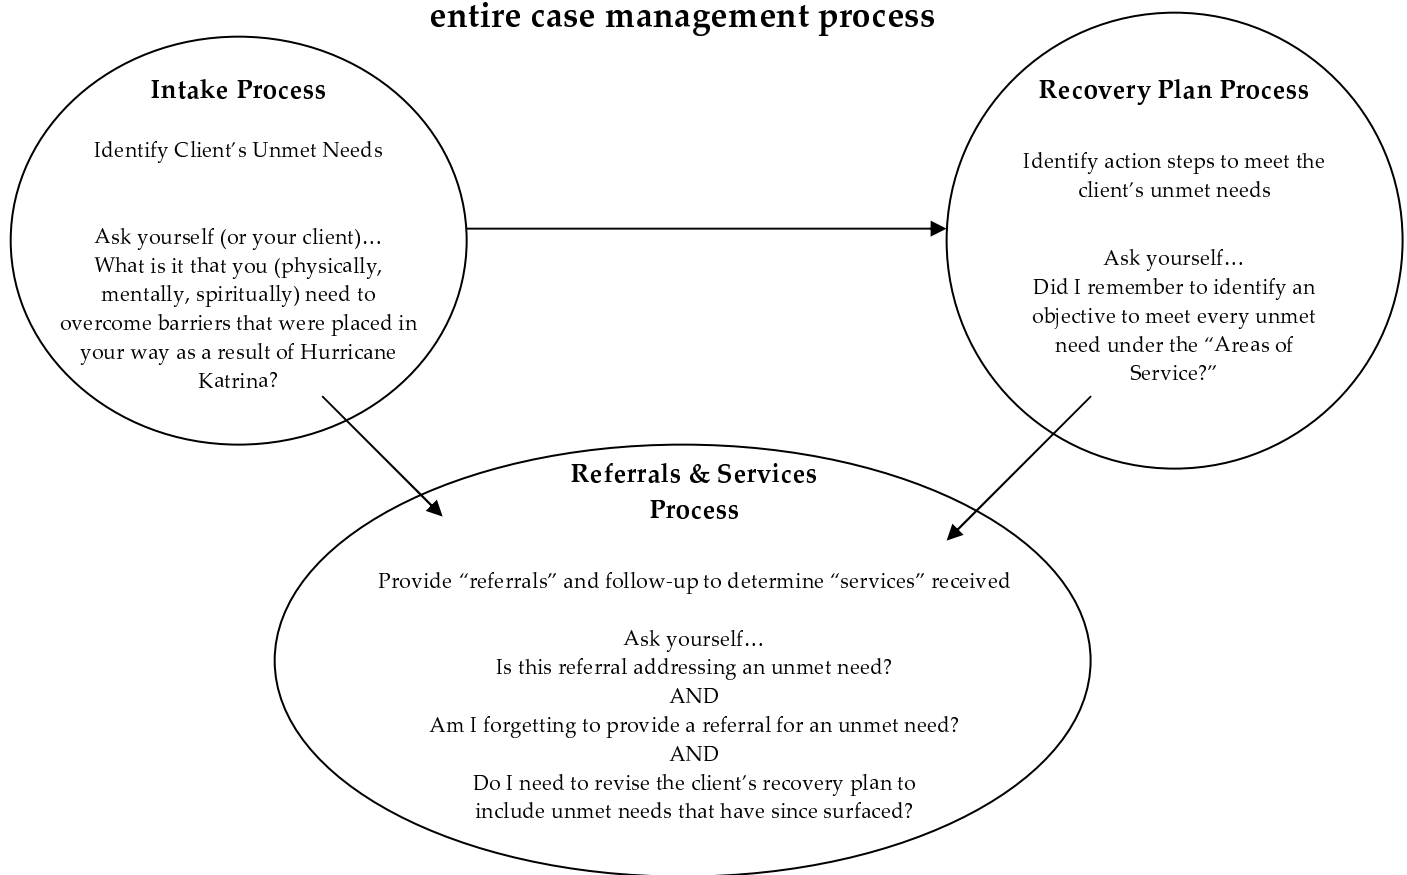 entire case management process
Intake Process
Identify Client’s Unmet Needs
Ask yourself (or your client)…
What is it that you (physically,
mentally, spiritually) need to
overcome barriers that were placed in
your way as a result of Hurricane
Katrina?
Recovery Plan Process
Identify action steps to meet the
client’s unmet needs
Ask yourself…
Did I remember to identify an
objective to meet every unmet
need under the “Areas of
Service?”
Referrals & Services
Process
Provide “referrals” and follow-up to determine “services” received
Ask yourself…
Is this referral addressing an unmet need?
AND
Am I forgetting to provide a referral for an unmet need?
AND
Do I need to revise the client’s recovery plan to
include unmet needs that have since surfaced?